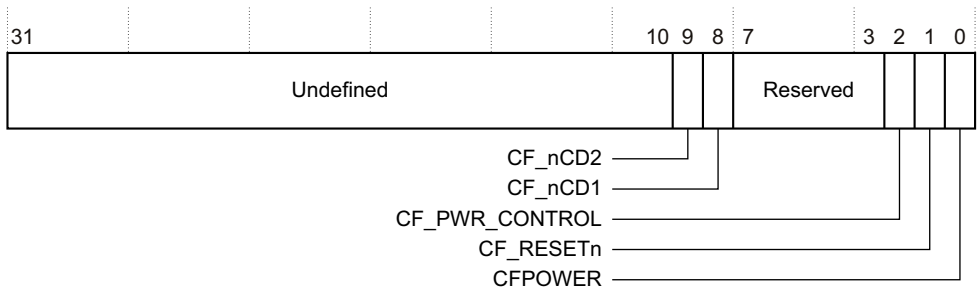 31 10 9 8 7 3 2 1 0
Undefined Reserved
CF_nCD2
CF_nCD1
CF_PWR_CONTROL
CF_RESETn
CFPOWER